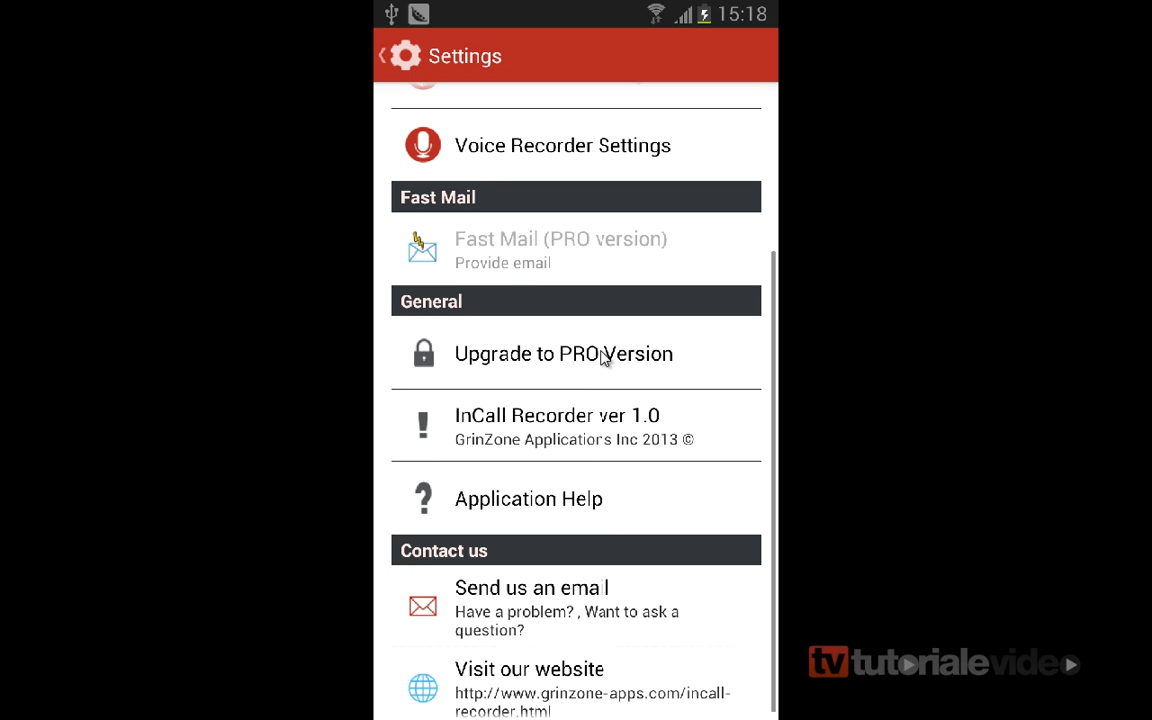 15:18
Settings
Voice Recorder Settings
Fast Mail
Fast Mail (PRO version)
Provide email
General
Upgrade to PRO Version
InCall Recorder ver 1.0
GrinZone Applications Inc 2013 ©
Application Help
Contact us
Send us an email
Have a problem? , Want to ask a
question?
Visit our website
http://www.grinzone-apps.com/incall-
recorder.html
tv tutorialevideo